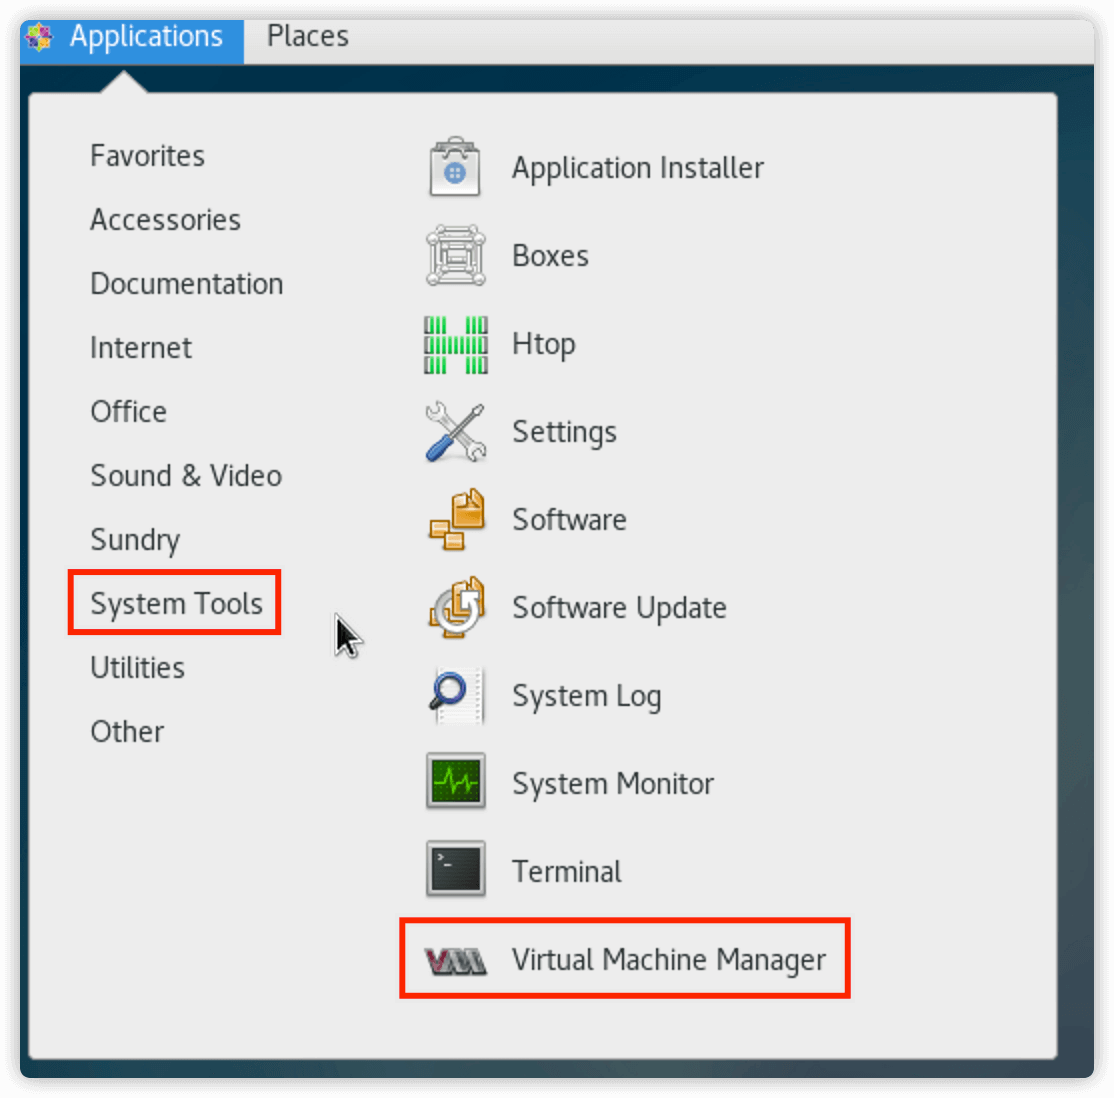 Applications Places
Favorites
Accessories
Documentation
Internet
Office
Sound & Video
Sundry
System Tools
Utilities
Other
Application Installer
Boxes
Htop
Settings
Software
Software Update
System Log
System Monitor
Terminal
Virtual Machine Manager